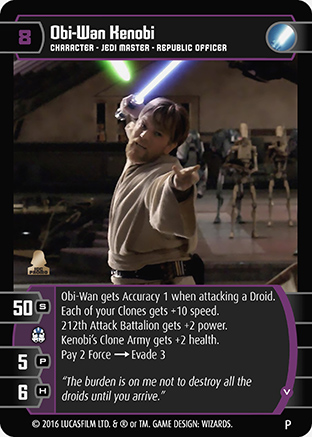 8
Obi-Wan Kenobi
CHARACTER - JEDI MASTER - REPUBLIC OFFICER
50 S
5 P
6 H
Obi-Wan gets Accuracy 1 when attacking a Droid.
Each of your Clones gets +10 speed.
212th Attack Battalion gets +2 power.
Kenobi's Clone Army gets +2 health.
Pay 2 Force → Evade 3
"The burden is on me not to destroy all the
droids until you arrive."
V
© 2016 LUCASFILM LTD. & ® or TM. GAME DESIGN: WIZARDS.
P